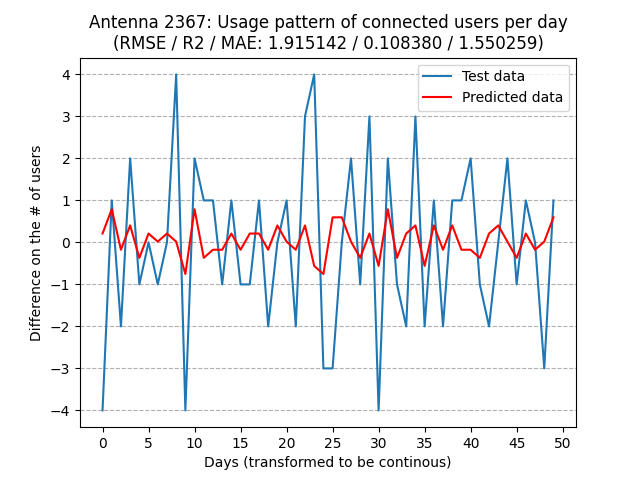 Antenna 2367: Usage pattern of connected users per day
(RMSE / R2 / MAE: 1.915142 / 0.108380 / 1.550259)
Test data
Predicted data
Difference on the # of users
4
3
2
1
0
−1
−2
−3
−4
0 5 10 15 20 25 30 35 40 45 50
Days (transformed to be continous)